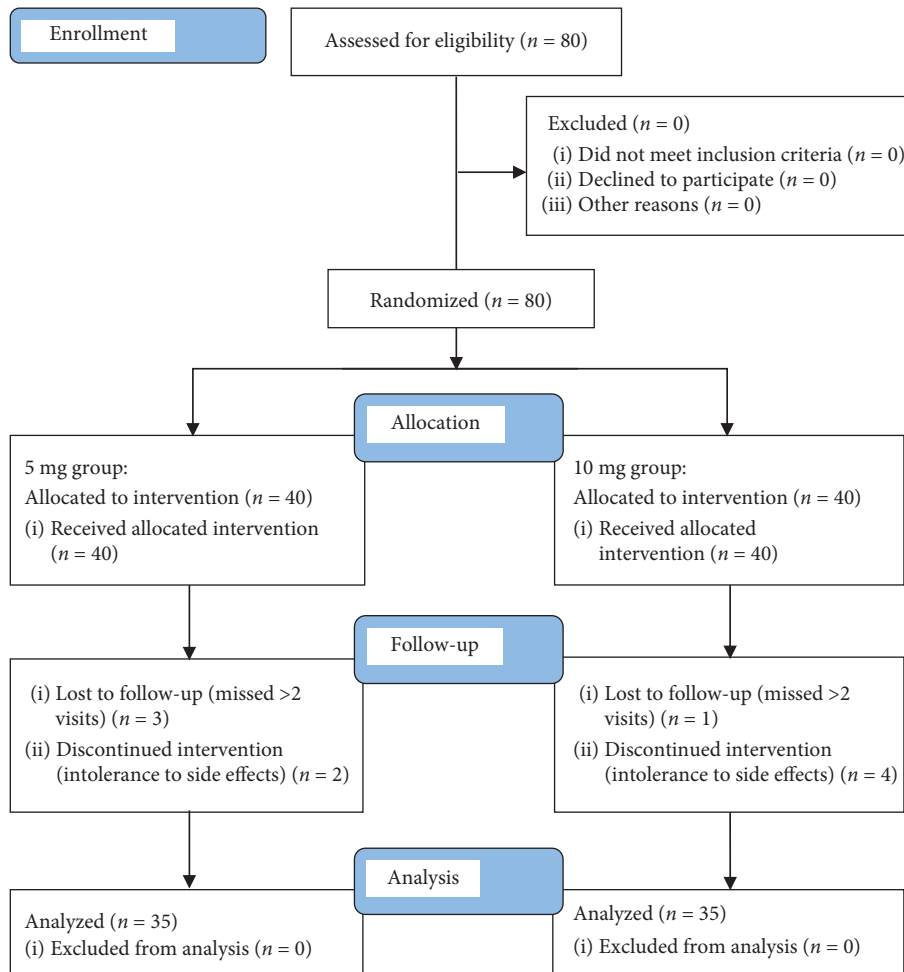 Enrollment
Assessed for eligibility (n = 80)
Excluded (n = 0)
(i) Did not meet inclusion criteria (n = 0)
(ii) Declined to participate (n = 0)
(iii) Other reasons (n = 0)
Randomized (n = 80)
Allocation
5 mg group:
Allocated to intervention (n = 40)
(i) Received allocated intervention
(n = 40)
10 mg group:
Allocated to intervention (n = 40)
(i) Received allocated
intervention (n = 40)
Follow-up
(i) Lost to follow-up (missed >2
visits) (n = 3)
(ii) Discontinued intervention
(intolerance to side effects) (n = 2)
(i) Lost to follow-up (missed >2
visits) (n = 1)
(ii) Discontinued intervention
(intolerance to side effects) (n = 4)
Analysis
Analyzed (n = 35)
(i) Excluded from analysis (n = 0)
Analyzed (n = 35)
(i) Excluded from analysis (n = 0)